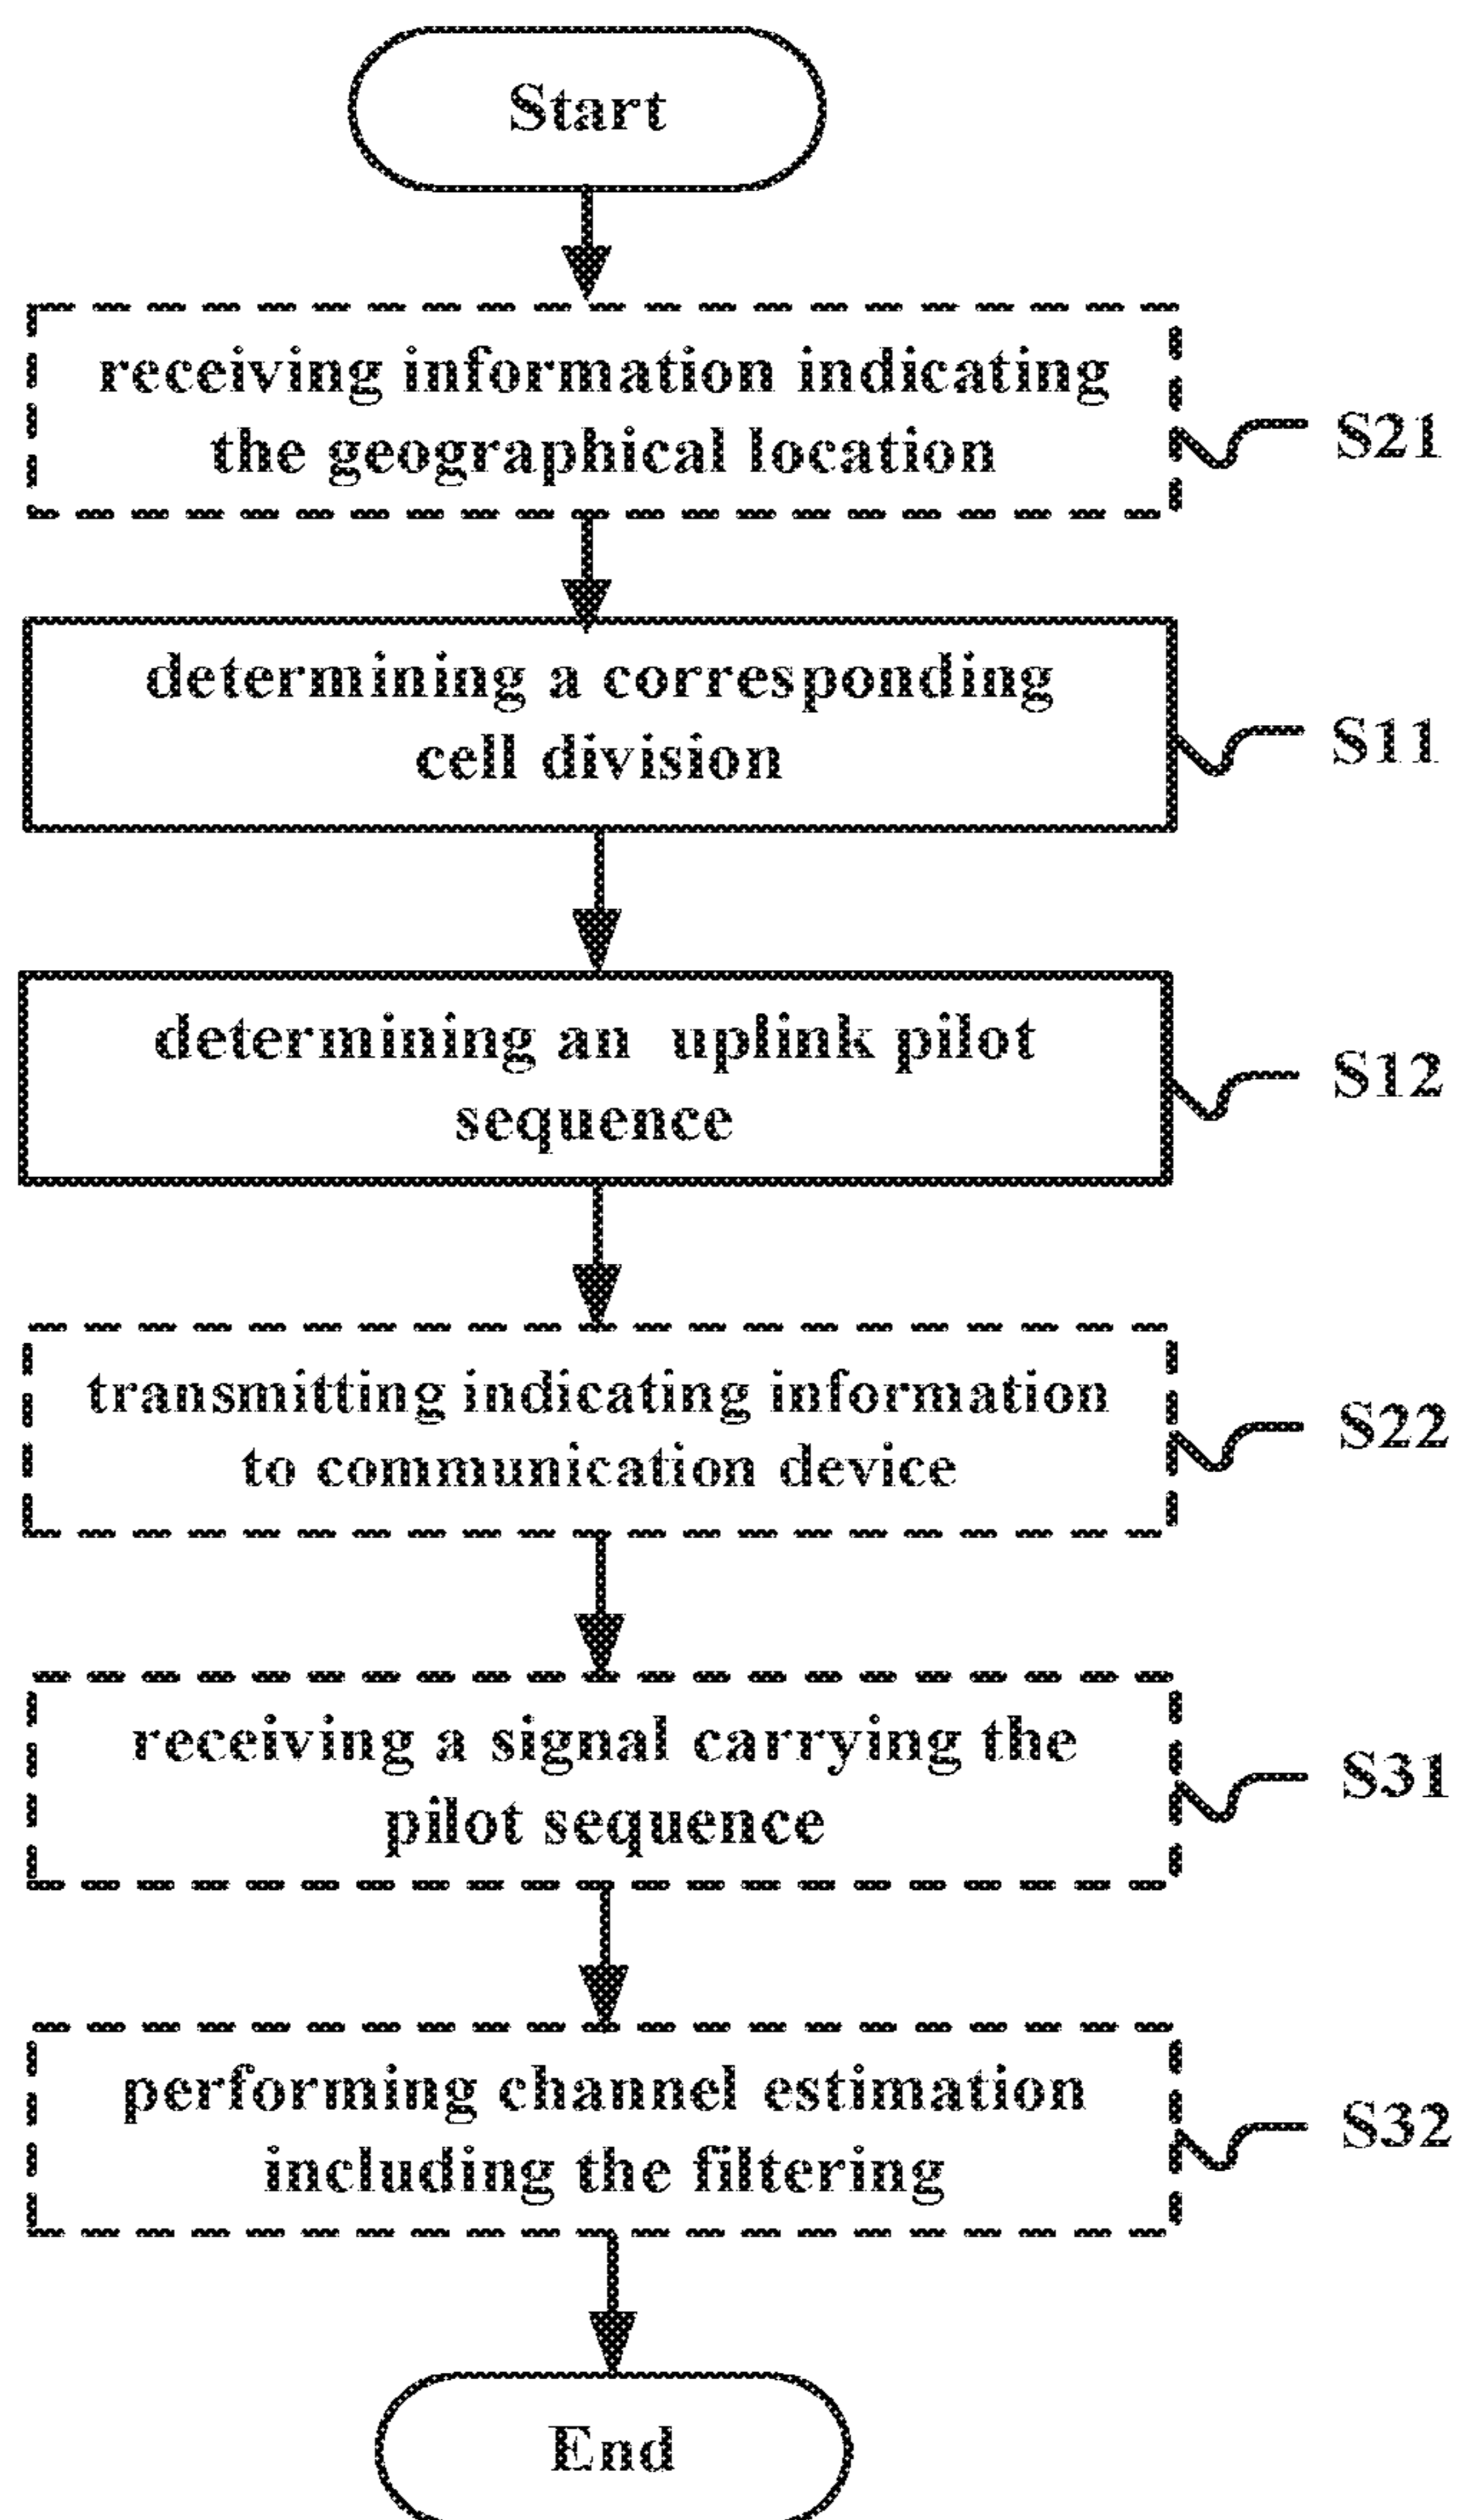 Start
receiving information indicating
the geographical location
S21
determining a corresponding
cell division
S11
determining an uplink pilot
sequence
S12
transmitting indicating information
to communication device
S22
receiving a signal carrying the
pilot sequence
S31
performing channel estimation
including the filtering
S32
End